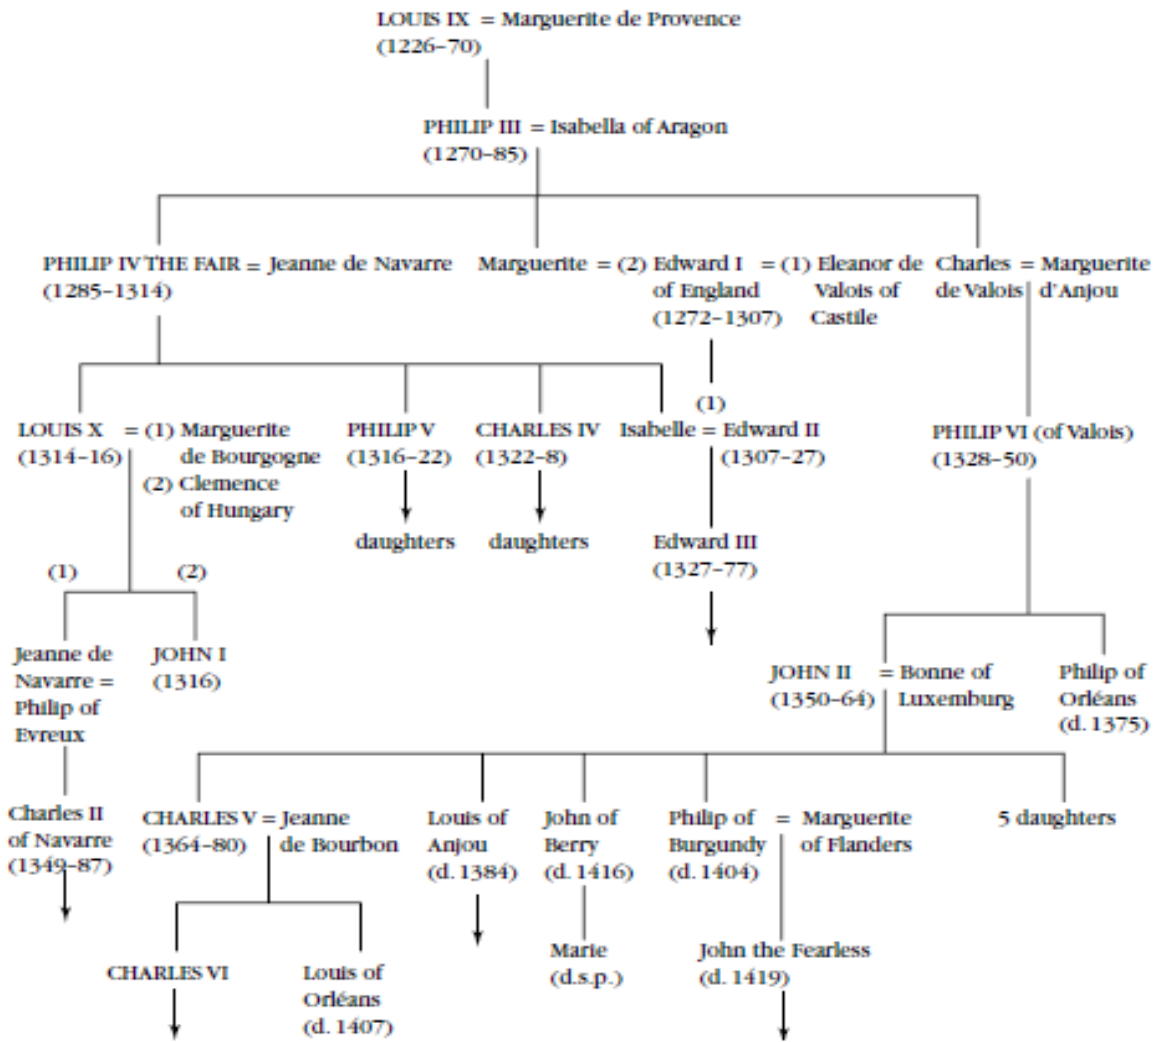 LOUIS IX = Marguerite de Provence
(1226–70)
PHILIP III = Isabella of Aragon
(1270–85)
PHILIP IV THE FAIR = Jeanne de Navarre
(1285–1314)
Marguerite = (2) Edward I = (1) Eleanor de
of England Valois of
(1272–1307) Castile
Charles = Marguerite
de Valois d'Anjou
(1)
LOUIS X = (1) Marguerite
(1314–16) de Bourgogne
(2) Clemence
of Hungary
PHILIP V
(1316–22)
daughters
CHARLES IV
(1322–8)
daughters
Isabelle = Edward II
(1307–27)
Edward III
(1327–77)
PHILIP VI (of Valois)
(1328–50)
(1) (2)
Jeanne de
Navarre =
Philip of
Evreux
JOHN I
(1316)
JOHN II = Bonne of
(1350–64) Luxemburg
Philip of
Orléans
(d. 1375)
Charles II
of Navarre
(1349–87)
CHARLES V = Jeanne
(1364–80) de Bourbon
Louis of
Anjou
(d. 1384)
John of
Berry
(d. 1416)
Philip of = Marguerite
Burgundy of Flanders
(d. 1404)
5 daughters
CHARLES VI
Louis of
Orléans
(d. 1407)
Marie
(d.s.p.)
John the Fearless
(d. 1419)